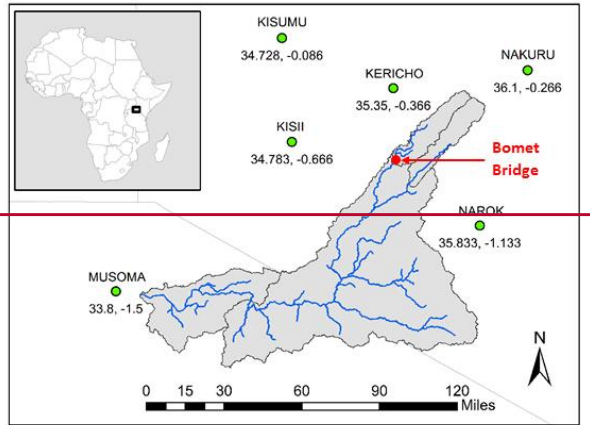 KISUMU
34.728, -0.086
NAKURU
36.1, -0.266
KERICHO
35.35, -0.366
KISII
34.783, -0.666
Bomet
Bridge
NAROK
35.833, -1.133
MUSOMA
33.8, -1.5
N
0 15 30 60 90 120
Miles